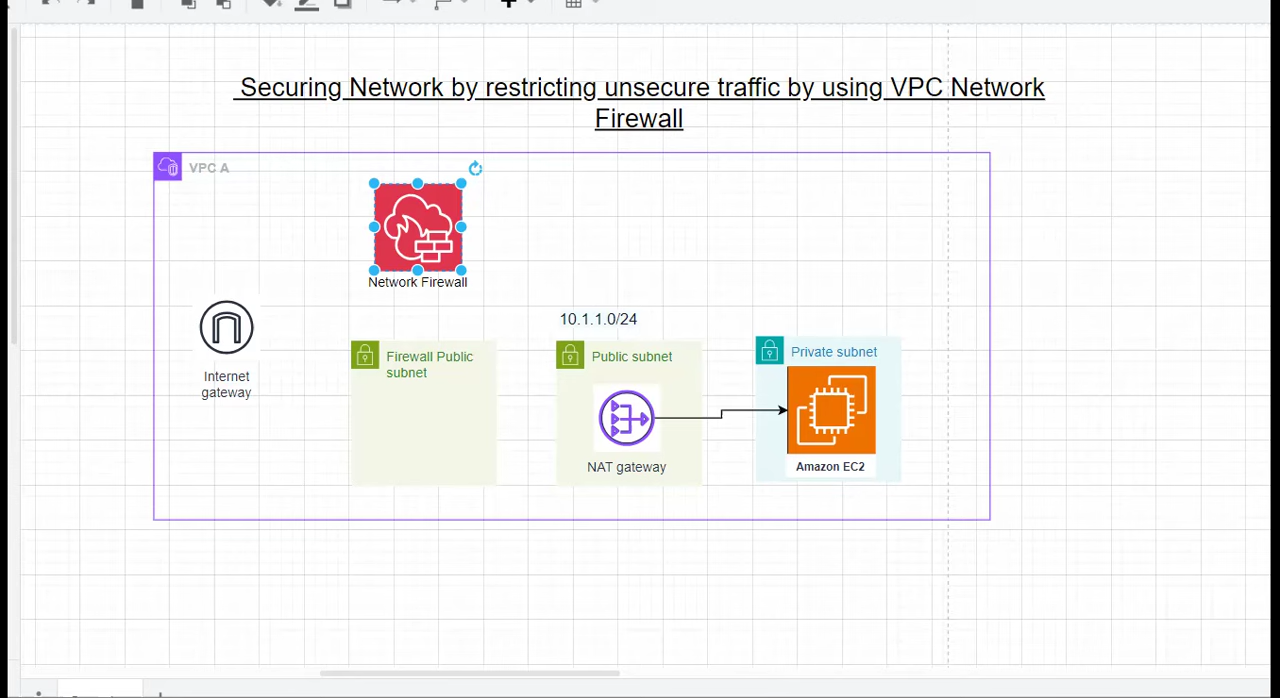 Securing Network by restricting unsecure traffic by using VPC Network
Firewall
VPC A
Network Firewall
10.1.1.0/24
Internet
gateway
Firewall Public
subnet
Public subnet
Private subnet
NAT gateway
Amazon EC2